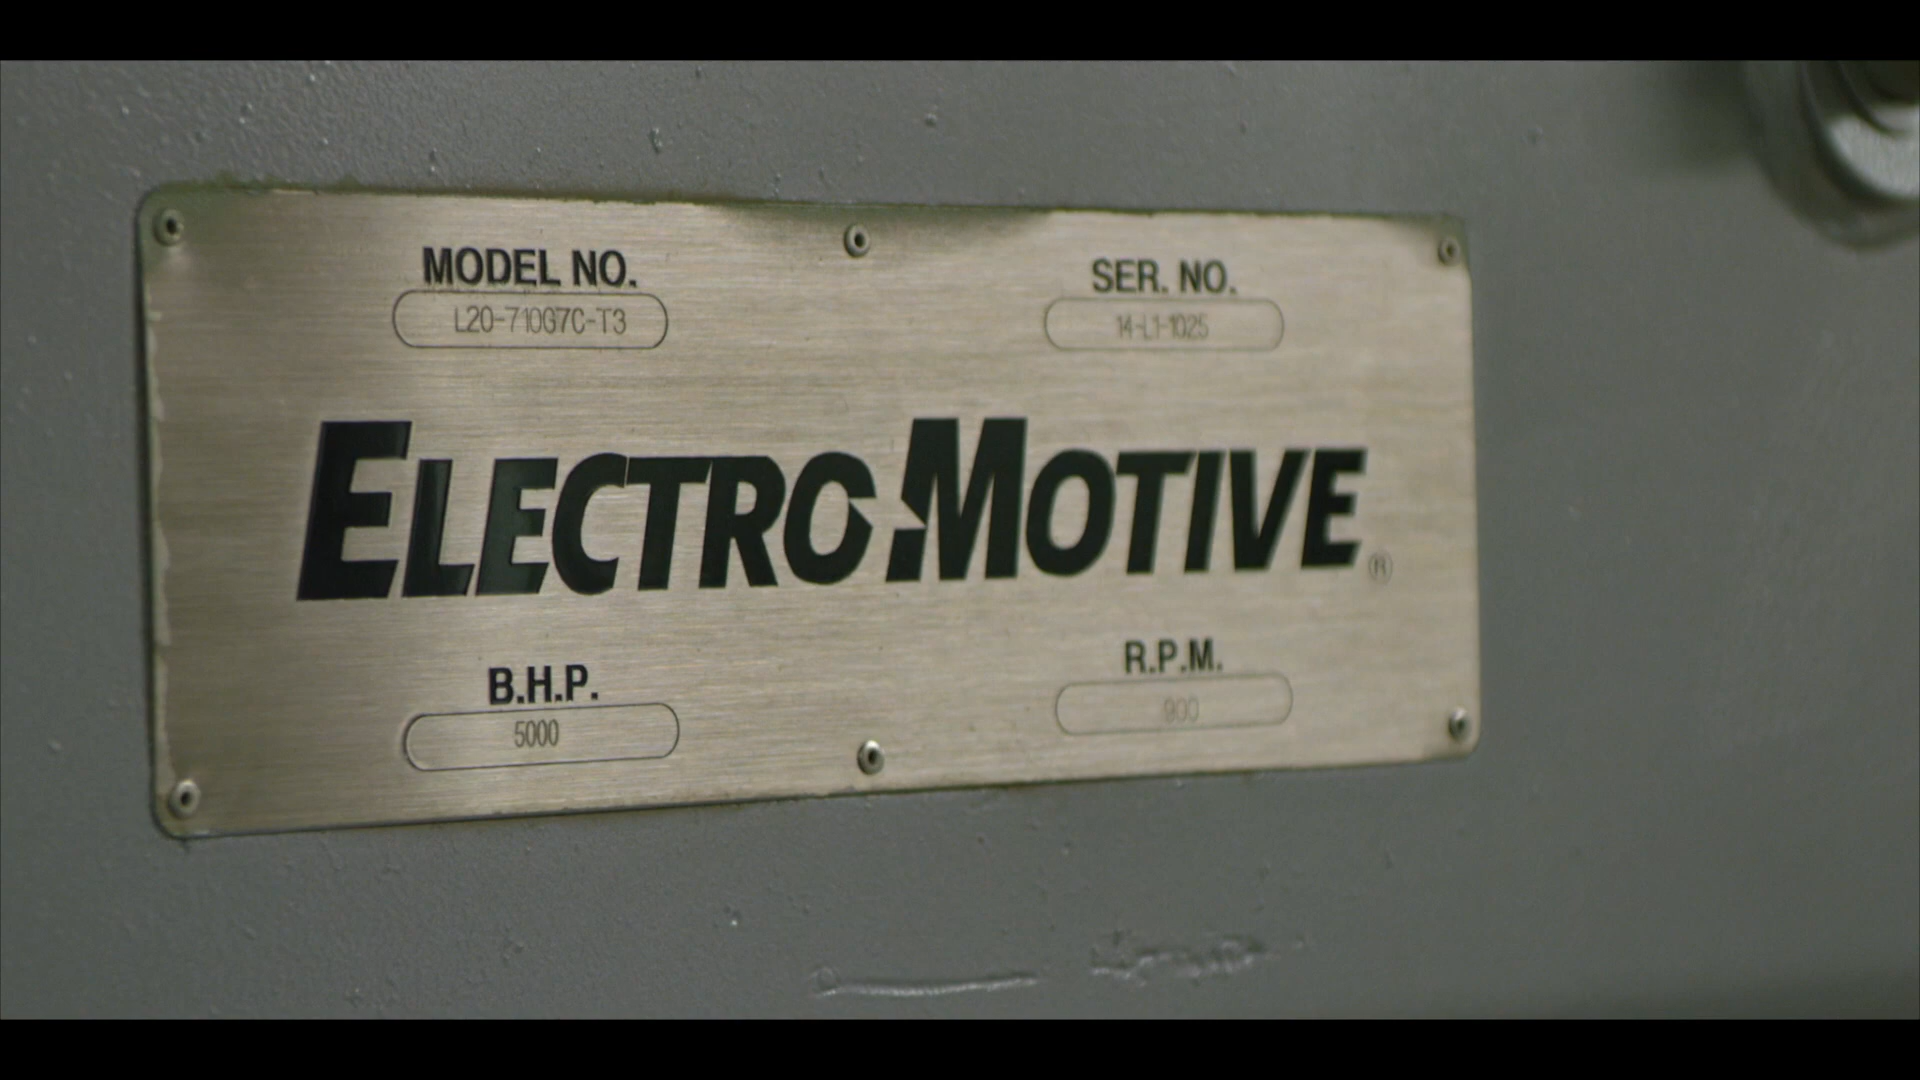 MODEL NO.
L20-710G7C-T3
SER. NO.
14-L1-1025
ELECTRO-MOTIVE®
B.H.P.
5000
R.P.M.
900